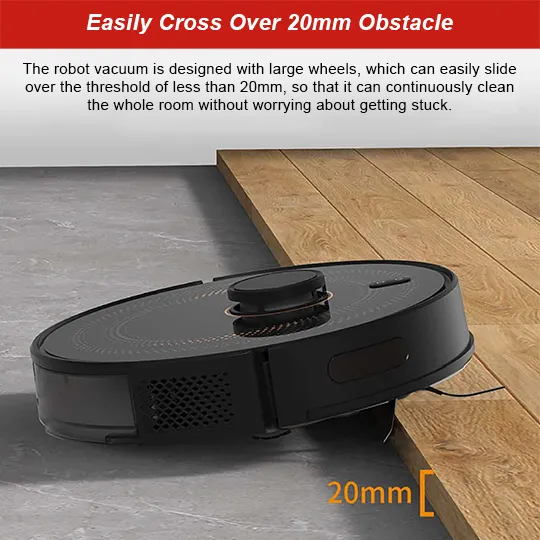 Easily Cross Over 20mm Obstacle
The robot vacuum is designed with large wheels, which can easily slide
over the threshold of less than 20mm, so that it can continuously clean
the whole room without worrying about getting stuck.
20mm